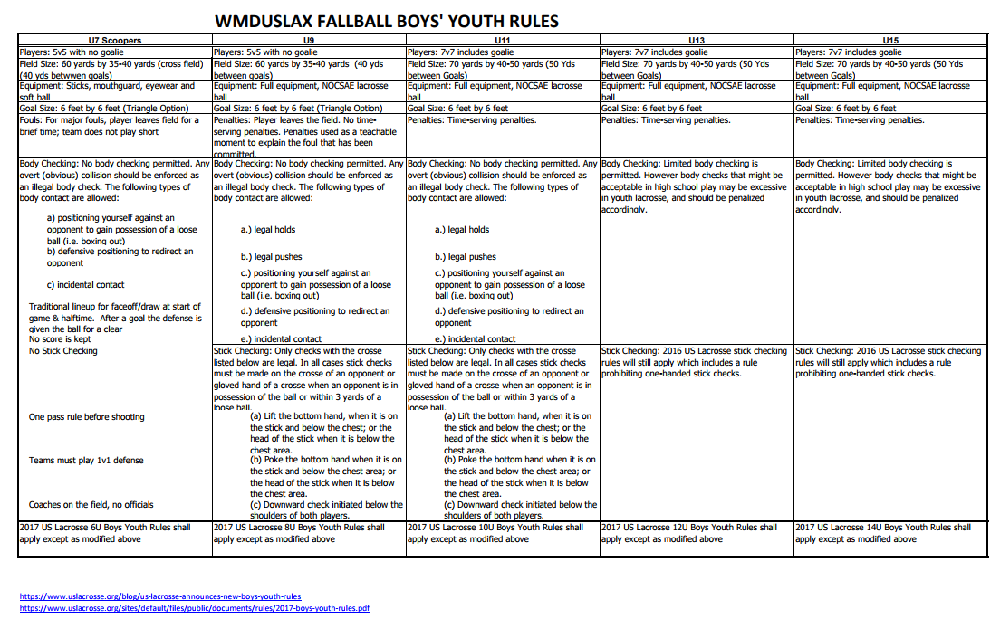 WMDUSLAX FALLBALL BOYS' YOUTH RULES
U7 Scoopers
Players: 5v5 with no goalie
Field Size: 60 yards by 35-40 yards (cross field)
(40 yds betwwen goals)
Equipment: Sticks, mouthguard, eyewear and
soft ball
Goal Size: 6 feet by 6 feet (Triangle Option)
Fouls: For major fouls, player leaves field for a
brief time; team does not play short
Body Checking: No body checking permitted. Any
overt (obvious) collision should be enforced as
an illegal body check. The following types of
body contact are allowed:
a) positioning yourself against an
opponent to gain possession of a loose
ball (i.e. boxing out)
b) defensive positioning to redirect an
opponent
c) incidental contact
Traditional lineup for faceoff/draw at start of
game & halftime.  After a goal the defense is
given the ball for a clear
No score is kept
No Stick Checking
One pass rule before shooting
Teams must play 1v1 defense
Coaches on the field, no officials
2017 US Lacrosse 6U Boys Youth Rules shall
apply except as modified above
U9
Players: 5v5 with no goalie
Field Size: 60 yards by 35-40 yards  (40 yds
between goals)
Equipment: Full equipment, NOCSAE lacrosse
ball
Goal Size: 6 feet by 6 feet (Triangle Option)
Penalties: Player leaves the field. No time-
serving penalties. Penalties used as a teachable
moment to explain the foul that has been
committed.
Body Checking: No body checking permitted. Any
overt (obvious) collision should be enforced as
an illegal body check. The following types of
body contact are allowed:
a.) legal holds
b.) legal pushes
c.) positioning yourself against an
opponent to gain possession of a loose
ball (i.e. boxing out)
d.) defensive positioning to redirect an
opponent
e.) incidental contact
Stick Checking: Only checks with the crosse
listed below are legal. In all cases stick checks
must be made on the crosse of an opponent or
gloved hand of a crosse when an opponent is in
possession of the ball or within 3 yards of a
loose ball.
(a) Lift the bottom hand, when it is on
the stick and below the chest; or the
head of the stick when it is below the
chest area.
(b) Poke the bottom hand when it is on
the stick and below the chest area; or
the head of the stick when it is below
the chest area.
(c) Downward check initiated below the
shoulders of both players.
2017 US Lacrosse 8U Boys Youth Rules shall
apply except as modified above
U11
Players: 7v7 includes goalie
Field Size: 70 yards by 40-50 yards (50 Yds
between Goals)
Equipment: Full equipment, NOCSAE lacrosse
ball
Goal Size: 6 feet by 6 feet
Penalties: Time-serving penalties.
Body Checking: No body checking permitted. Any
overt (obvious) collision should be enforced as
an illegal body check. The following types of
body contact are allowed:
a.) legal holds
b.) legal pushes
c.) positioning yourself against an
opponent to gain possession of a loose
ball (i.e. boxing out)
d.) defensive positioning to redirect an
opponent
e.) incidental contact
Stick Checking: Only checks with the crosse
listed below are legal. In all cases stick checks
must be made on the crosse of an opponent or
gloved hand of a crosse when an opponent is in
possession of the ball or within 3 yards of a
loose ball.
(a) Lift the bottom hand, when it is on
the stick and below the chest; or the
head of the stick when it is below the
chest area.
(b) Poke the bottom hand when it is on
the stick and below the chest area; or
the head of the stick when it is below
the chest area.
(c) Downward check initiated below the
shoulders of both players.
2017 US Lacrosse 10U Boys Youth Rules shall
apply except as modified above
U13
Players: 7v7 includes goalie
Field Size: 70 yards by 40-50 yards (50 Yds
between Goals)
Equipment: Full equipment, NOCSAE lacrosse
ball
Goal Size: 6 feet by 6 feet
Penalties: Time-serving penalties.
Body Checking: Limited body checking is
permitted. However body checks that might be
acceptable in high school play may be excessive
in youth lacrosse, and should be penalized
accordingly.
Stick Checking: 2016 US Lacrosse stick checking
rules will still apply which includes a rule
prohibiting one-handed stick checks.
2017 US Lacrosse 12U Boys Youth Rules shall
apply except as modified above
U15
Players: 7v7 includes goalie
Field Size: 70 yards by 40-50 yards (50 Yds
between Goals)
Equipment: Full equipment, NOCSAE lacrosse
ball
Goal Size: 6 feet by 6 feet
Penalties: Time-serving penalties.
Body Checking: Limited body checking is
permitted. However body checks that might be
acceptable in high school play may be excessive
in youth lacrosse, and should be penalized
accordingly.
Stick Checking: 2016 US Lacrosse stick checking
rules will still apply which includes a rule
prohibiting one-handed stick checks.
2017 US Lacrosse 14U Boys Youth Rules shall
apply except as modified above
https://www.uslacrosse.org/blog/us-lacrosse-announces-new-boys-youth-rules
https://www.uslacrosse.org/sites/default/files/public/documents/rules/2017-boys-youth-rules.pdf